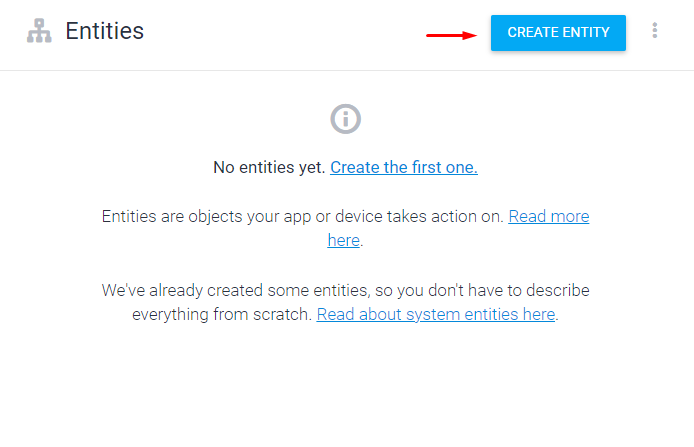 Entities
CREATE ENTITY
No entities yet. Create the first one.
Entities are objects your app or device takes action on. Read more
here.
We've already created some entities, so you don't have to describe
everything from scratch. Read about system entities here.